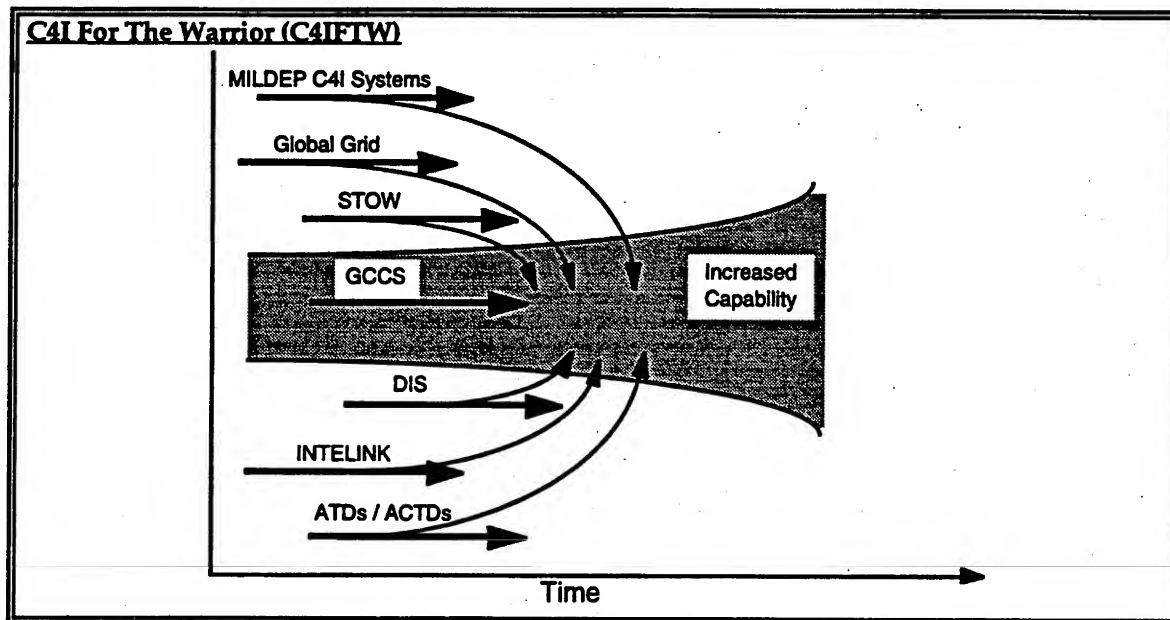 C4I For The Warrior (C4IFTW)
MILDEP C4I Systems
Global Grid
STOW
GCCS
Increased
Capability
DIS
INTELINK
ATDs / ACTDs
Time